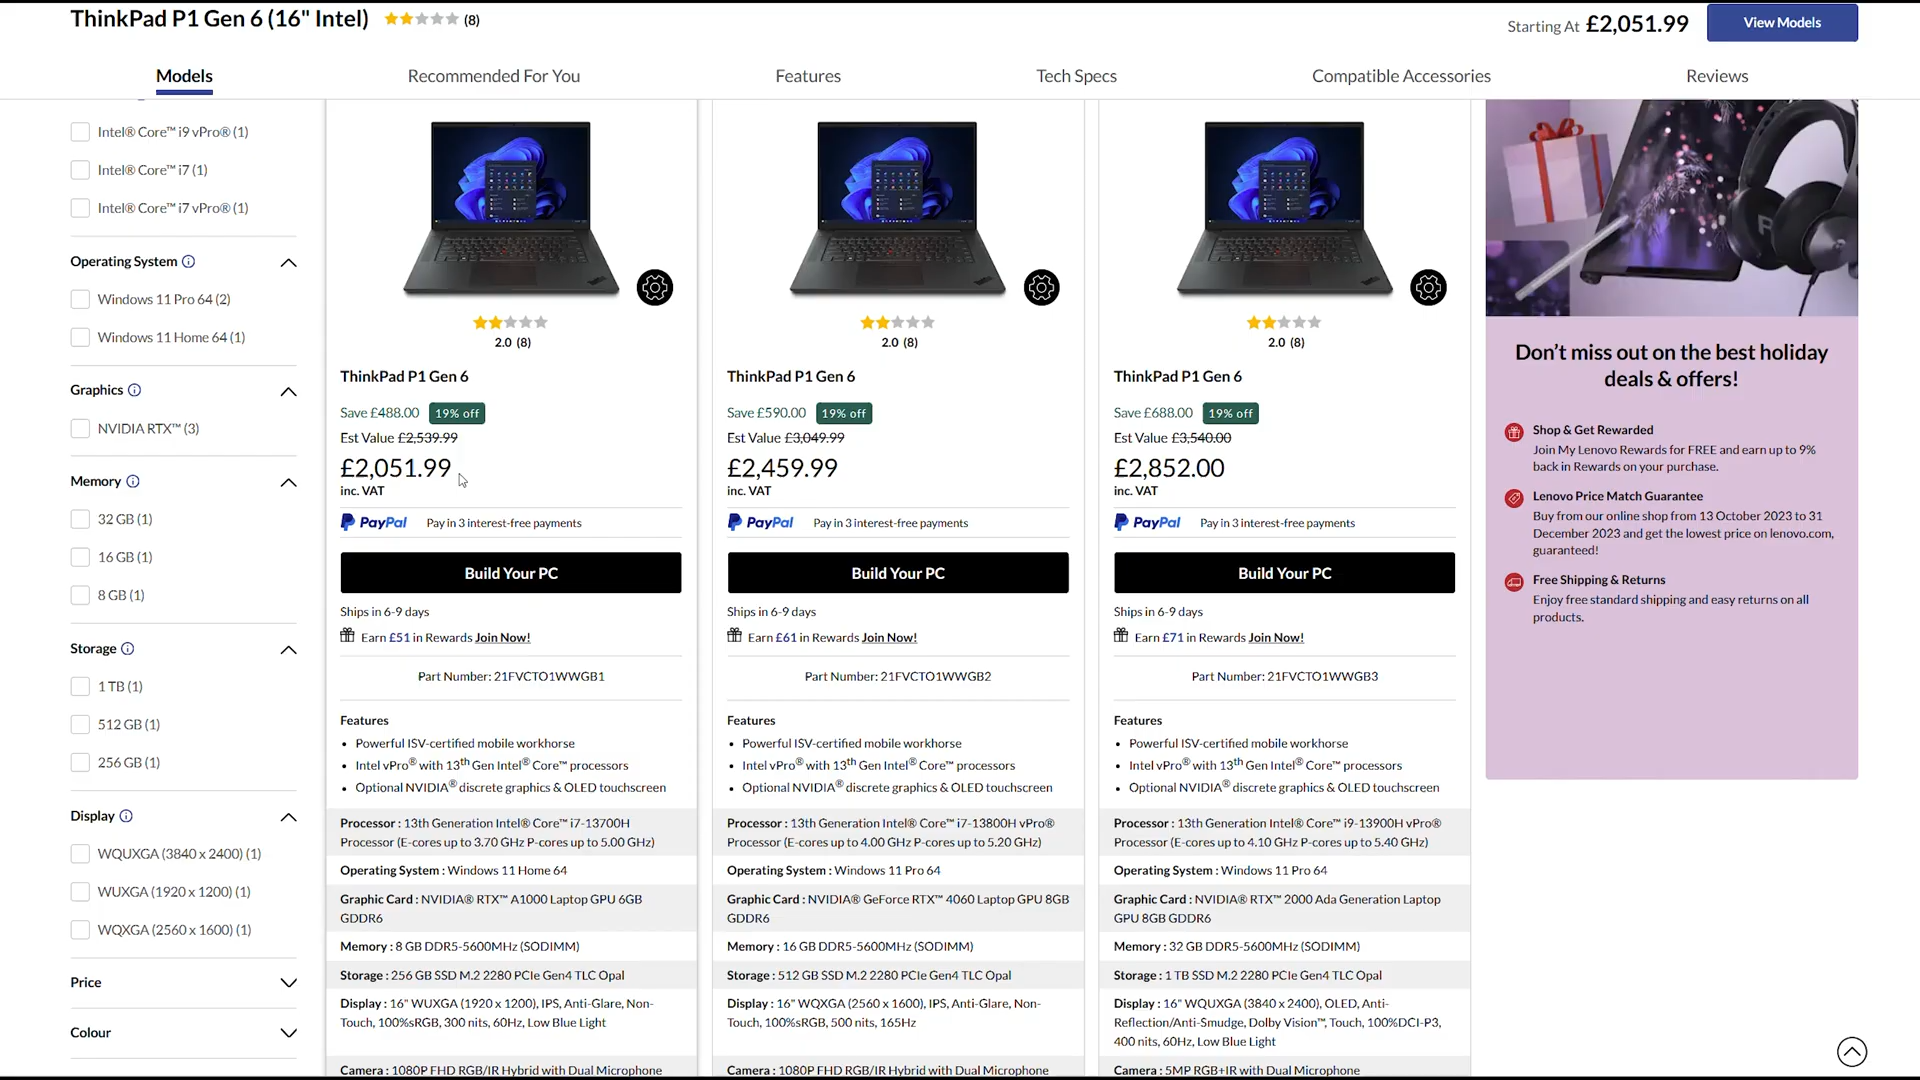 ThinkPad P1 Gen 6 (16" Intel)
(8)
Starting At £2,051.99
View Models
Models
Recommended For You
Features
Tech Specs
Compatible Accessories
Reviews
Intel® Core™ i9 vPro® (1)
Intel® Core™ i7 (1)
Intel® Core™ i7 vPro® (1)
Operating System
Windows 11 Pro 64 (2)
Windows 11 Home 64 (1)
Graphics
NVIDIA RTX™ (3)
Memory
32 GB (1)
16 GB (1)
8 GB (1)
Storage
1 TB (1)
512 GB (1)
256 GB (1)
Display
WQUXGA (3840 x 2400) (1)
WUXGA (1920 x 1200) (1)
WQXGA (2560 x 1600) (1)
Price
Colour
2.0 (8)
ThinkPad P1 Gen 6
Save £488.00 19% off
Est Value £2,539.99
£2,051.99
inc. VAT
PayPal Pay in 3 interest-free payments
Build Your PC
Ships in 6-9 days
Earn £51 in Rewards Join Now!
Part Number: 21FVCTO1WWGB1
Features
• Powerful ISV-certified mobile workhorse
• Intel vPro® with 13th Gen Intel® Core™ processors
• Optional NVIDIA® discrete graphics & OLED touchscreen
Processor : 13th Generation Intel® Core™ i7-13700H
Processor (E-cores up to 3.70 GHz P-cores up to 5.00 GHz)
Operating System : Windows 11 Home 64
Graphic Card : NVIDIA® RTX™ A1000 Laptop GPU 6GB
GDDR6
Memory : 8 GB DDR5-5600MHz (SODIMM)
Storage : 256 GB SSD M.2 2280 PCIe Gen4 TLC Opal
Display : 16" WUXGA (1920 x 1200), IPS, Anti-Glare, Non-
Touch, 100%sRGB, 300 nits, 60Hz, Low Blue Light
Camera : 1080P FHD RGB/IR Hybrid with Dual Microphone
2.0 (8)
ThinkPad P1 Gen 6
Save £590.00 19% off
Est Value £3,049.99
£2,459.99
inc. VAT
PayPal Pay in 3 interest-free payments
Build Your PC
Ships in 6-9 days
Earn £61 in Rewards Join Now!
Part Number: 21FVCTO1WWGB2
Features
• Powerful ISV-certified mobile workhorse
• Intel vPro® with 13th Gen Intel® Core™ processors
• Optional NVIDIA® discrete graphics & OLED touchscreen
Processor : 13th Generation Intel® Core™ i7-13800H vPro®
Processor (E-cores up to 4.00 GHz P-cores up to 5.20 GHz)
Operating System : Windows 11 Pro 64
Graphic Card : NVIDIA® GeForce RTX™ 4060 Laptop GPU 8GB
GDDR6
Memory : 16 GB DDR5-5600MHz (SODIMM)
Storage : 512 GB SSD M.2 2280 PCIe Gen4 TLC Opal
Display : 16" WQXGA (2560 x 1600), IPS, Anti-Glare, Non-
Touch, 100%sRGB, 500 nits, 165Hz
Camera : 1080P FHD RGB/IR Hybrid with Dual Microphone
2.0 (8)
ThinkPad P1 Gen 6
Save £688.00 19% off
Est Value £3,540.00
£2,852.00
inc. VAT
PayPal Pay in 3 interest-free payments
Build Your PC
Ships in 6-9 days
Earn £71 in Rewards Join Now!
Part Number: 21FVCTO1WWGB3
Features
• Powerful ISV-certified mobile workhorse
• Intel vPro® with 13th Gen Intel® Core™ processors
• Optional NVIDIA® discrete graphics & OLED touchscreen
Processor : 13th Generation Intel® Core™ i9-13900H vPro®
Processor (E-cores up to 4.10 GHz P-cores up to 5.40 GHz)
Operating System : Windows 11 Pro 64
Graphic Card : NVIDIA® RTX™ 2000 Ada Generation Laptop
GPU 8GB GDDR6
Memory : 32 GB DDR5-5600MHz (SODIMM)
Storage : 1 TB SSD M.2 2280 PCIe Gen4 TLC Opal
Display : 16" WQUXGA (3840 x 2400), OLED, Anti-
Reflection/Anti-Smudge, Dolby Vision™, Touch, 100%DCI-P3,
400 nits, 60Hz, Low Blue Light
Camera : 5MP RGB+IR with Dual Microphone
Don't miss out on the best holiday
deals & offers!
Shop & Get Rewarded
Join My Lenovo Rewards for FREE and earn up to 9%
back in Rewards on your purchase.
Lenovo Price Match Guarantee
Buy from our online shop from 13 October 2023 to 31
December 2023 and get the lowest price on lenovo.com,
guaranteed!
Free Shipping & Returns
Enjoy free standard shipping and easy returns on all
products.